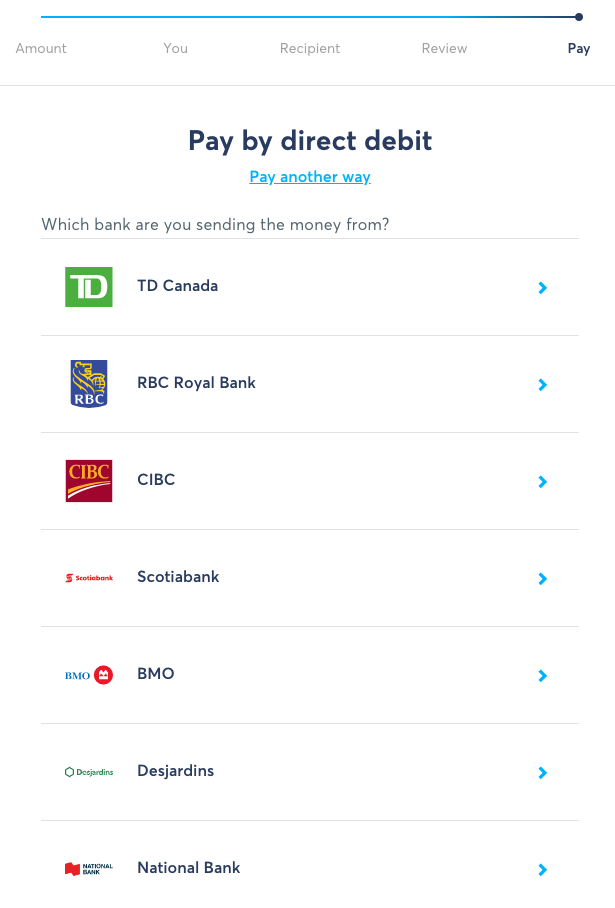 Amount You Recipient Review Pay
Pay by direct debit
Pay another way
Which bank are you sending the money from?
TD TD Canada
RBC RBC Royal Bank
CIBC CIBC
Scotiabank Scotiabank
BMO BMO
Desjardins Desjardins
NATIONAL
BANK National Bank